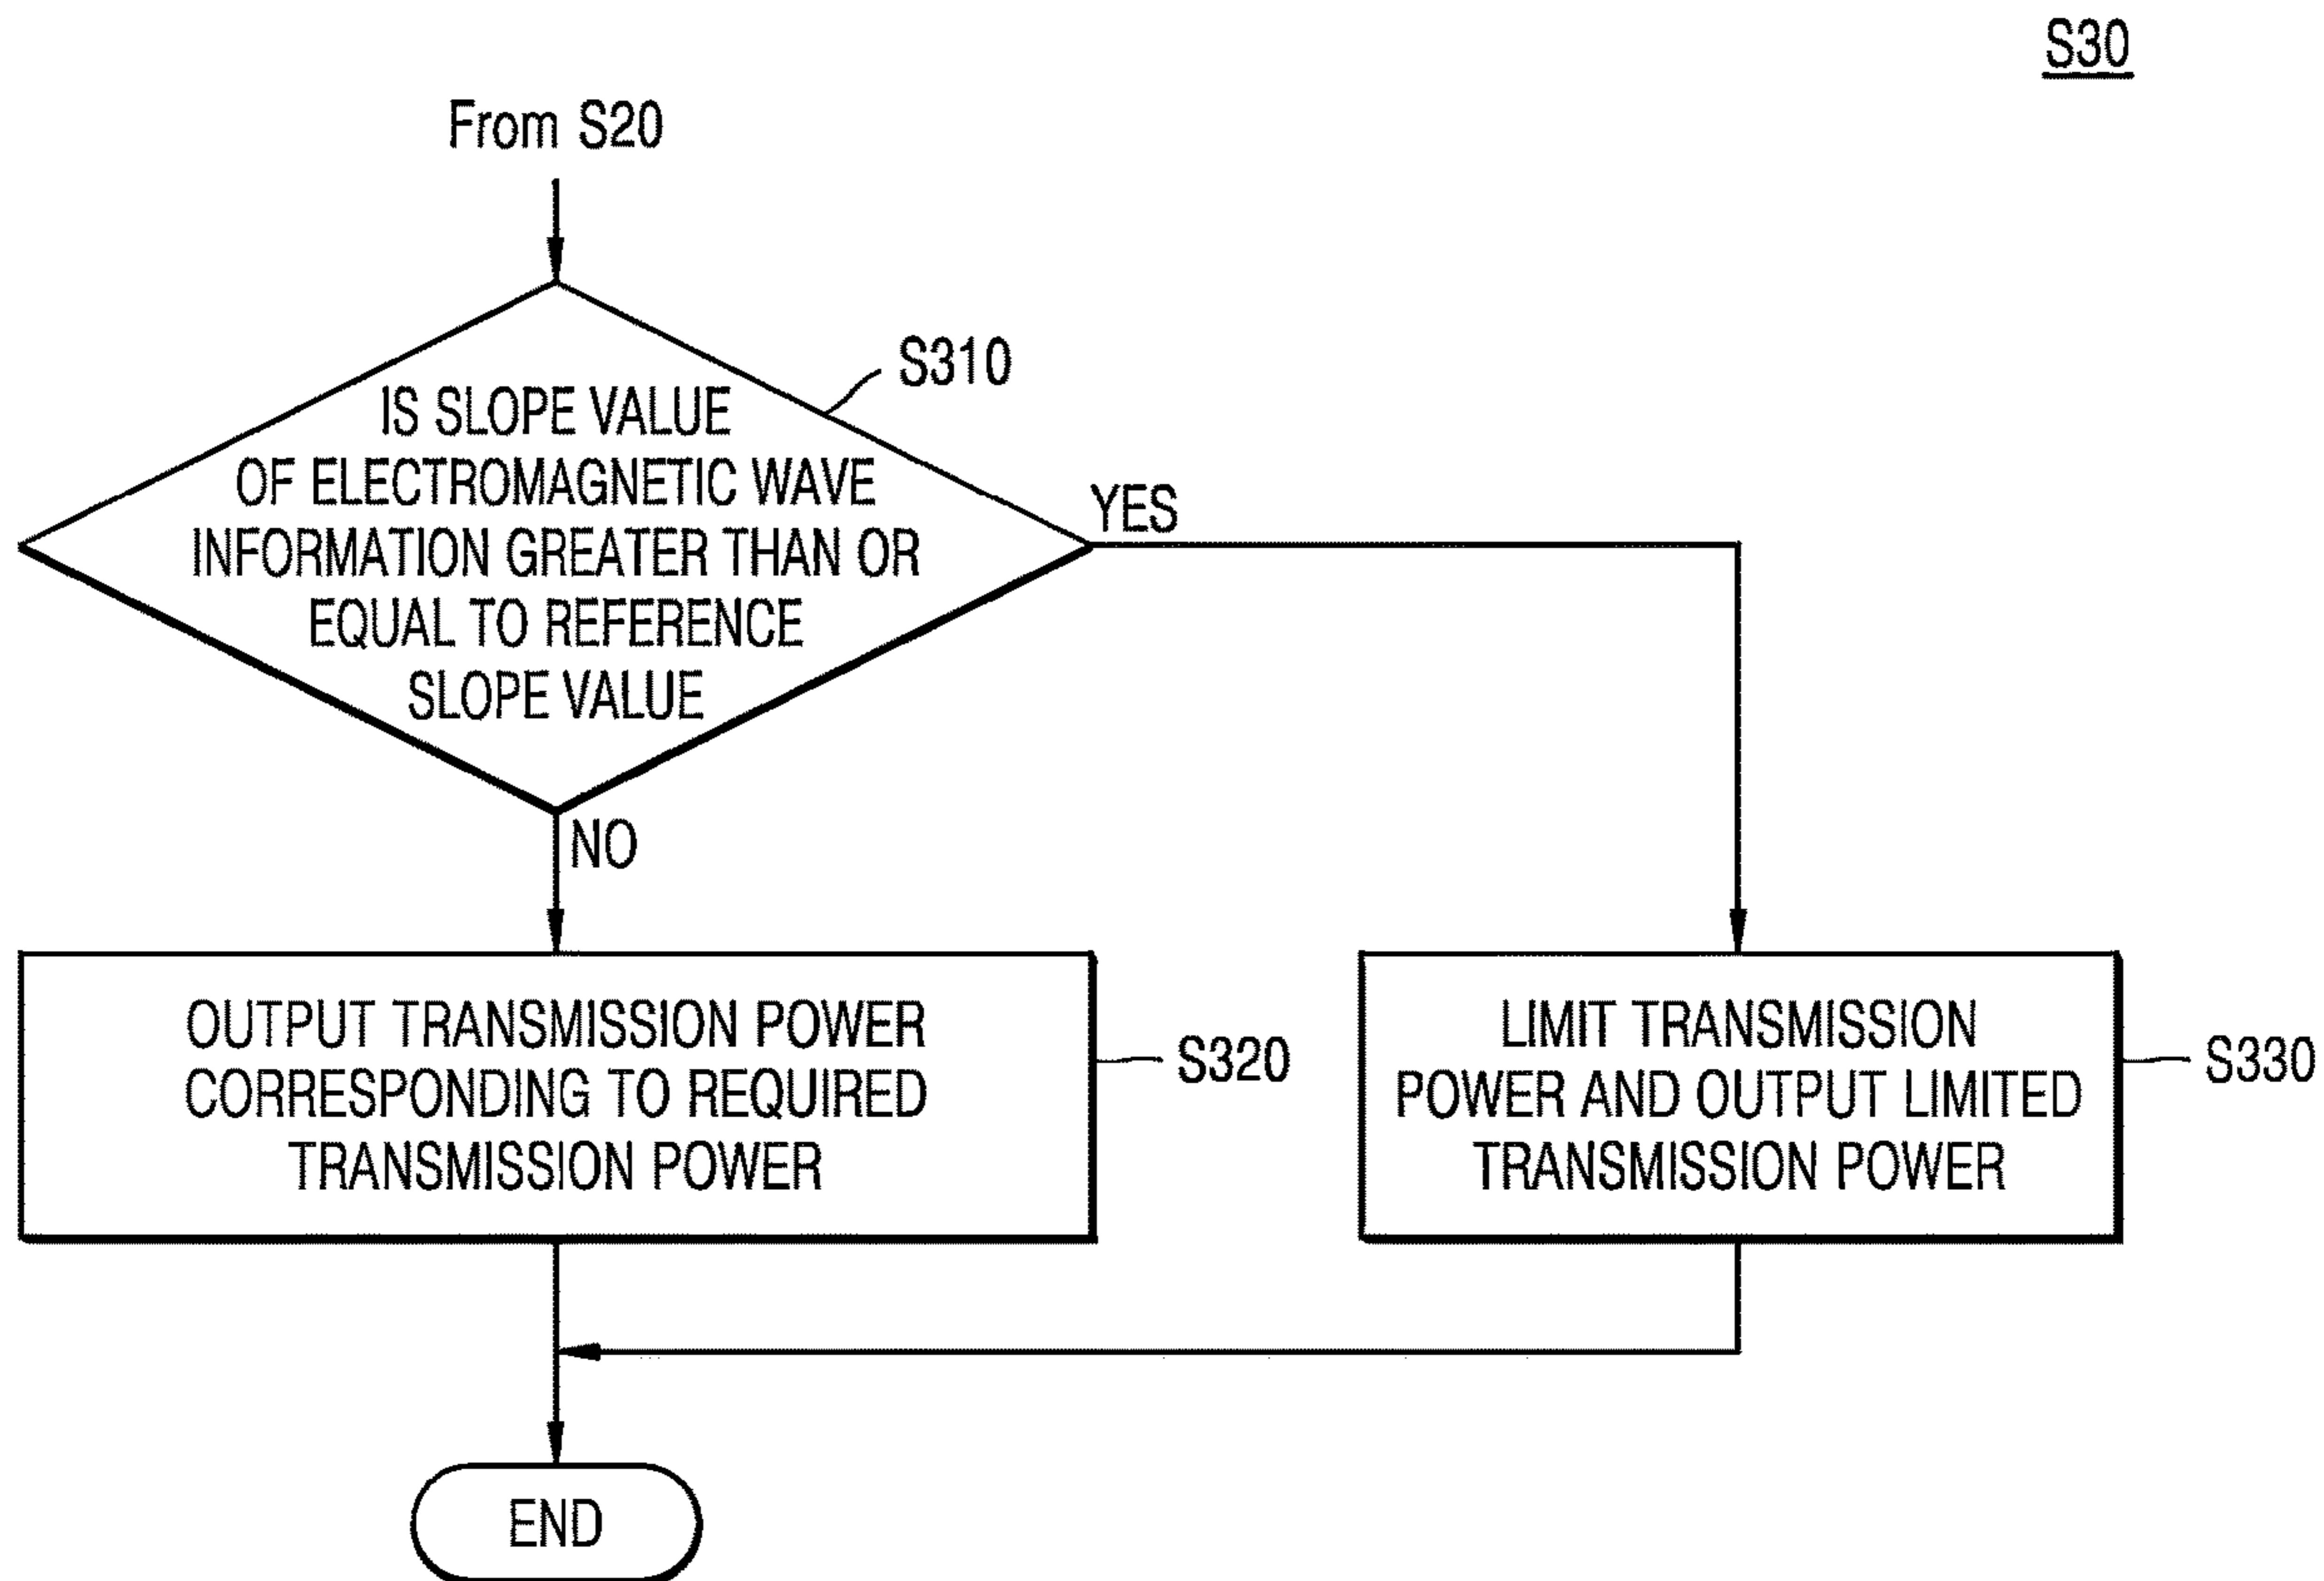 S30
From S20
S310
IS SLOPE VALUE
OF ELECTROMAGNETIC WAVE
INFORMATION GREATER THAN OR
EQUAL TO REFERENCE
SLOPE VALUE
YES
NO
OUTPUT TRANSMISSION POWER
CORRESPONDING TO REQUIRED
TRANSMISSION POWER
S320
LIMIT TRANSMISSION
POWER AND OUTPUT LIMITED
TRANSMISSION POWER
S330
END